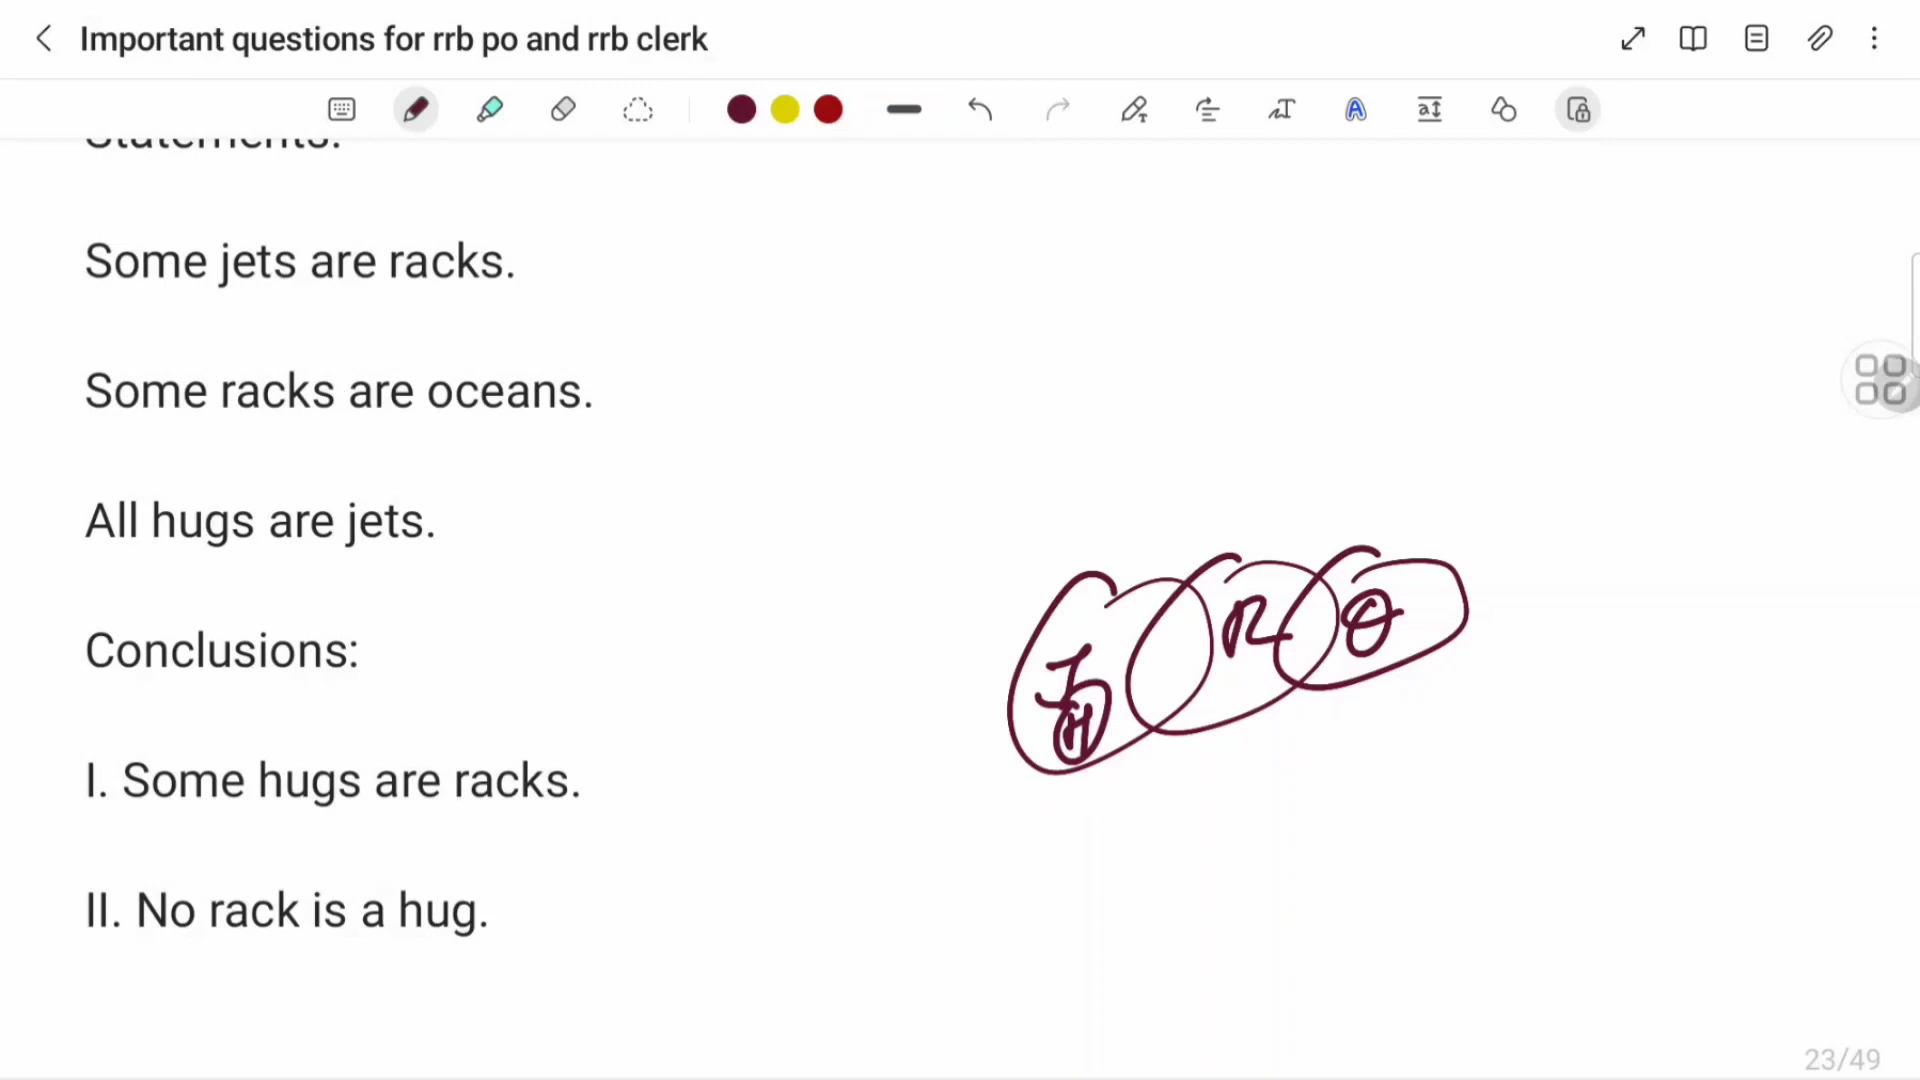 Important questions for rrb po and rrb clerk
Statements:
Some jets are racks.
Some racks are oceans.
All hugs are jets.
Conclusions:
I. Some hugs are racks.
II. No rack is a hug.
J
H
R
O
23/49